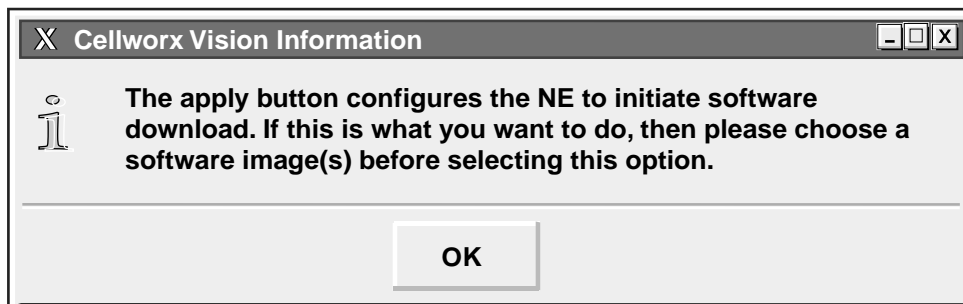 X Cellworx Vision Information
The apply button configures the NE to initiate software
download. If this is what you want to do, then please choose a
software image(s) before selecting this option.
OK